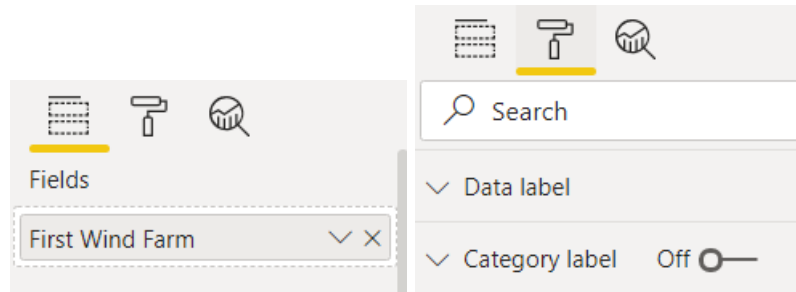 Fields
First Wind Farm
Search
Data label
Category label Off